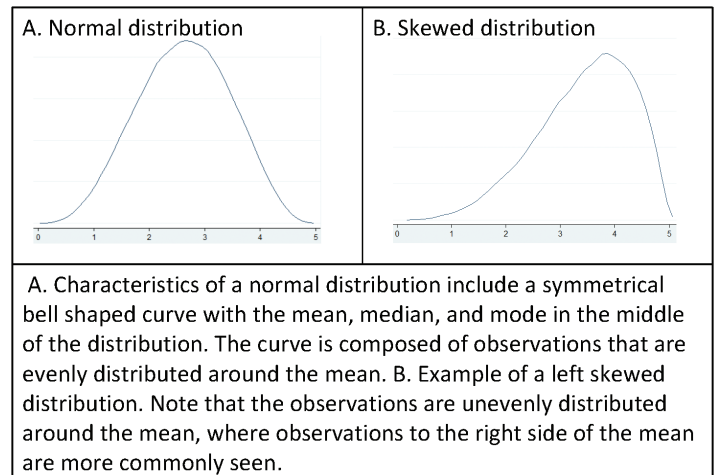 A. Normal distribution
0 1 2 3 4 5
B. Skewed distribution
0 1 2 3 4 5
A. Characteristics of a normal distribution include a symmetrical
bell shaped curve with the mean, median, and mode in the middle
of the distribution. The curve is composed of observations that are
evenly distributed around the mean. B. Example of a left skewed
distribution. Note that the observations are unevenly distributed
around the mean, where observations to the right side of the mean
are more commonly seen.